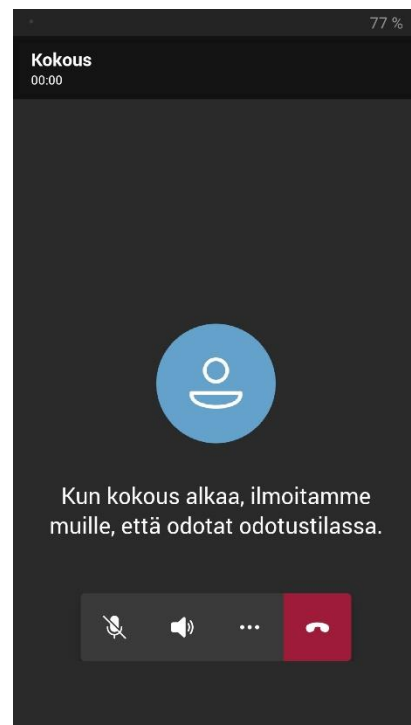 77 %
Kokous
00:00
Kun kokous alkaa, ilmoitamme
muille, että odotat odotustilassa.